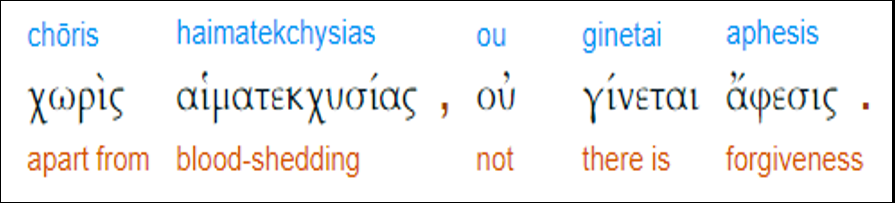 chōris haimatekchysias ou ginetai aphesis
χωρὶς αἱματεκχυσίας , οὐ γίνεται ἄφεσις .
apart from blood-shedding not there is forgiveness